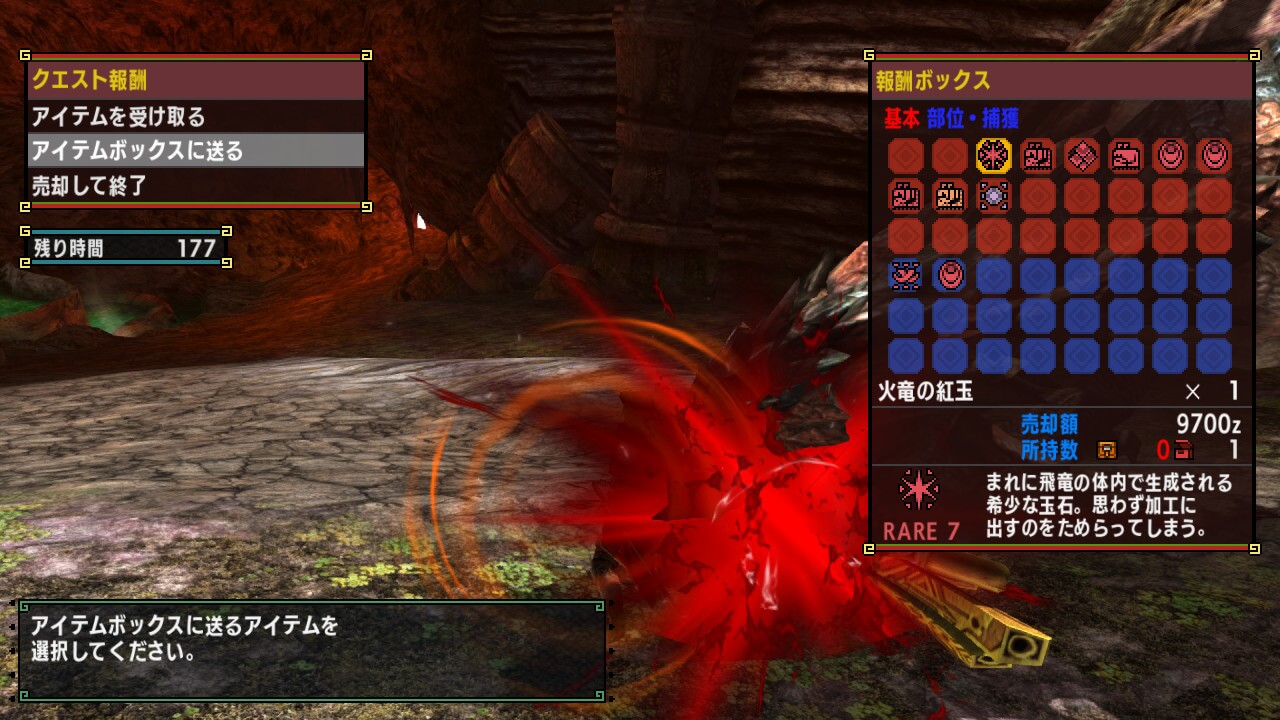 クエスト報酬
アイテムを受け取る
アイテムボックスに送る
売却して終了
残り時間 177
報酬ボックス
基本 部位・捕獲
火竜の紅玉 × 1
売却額 9700z
所持数 0 1
まれに飛竜の体内で生成される
希少な玉石。思わず加工に
出すのをためらってしまう。
RARE 7
アイテムボックスに送るアイテムを
選択してください。